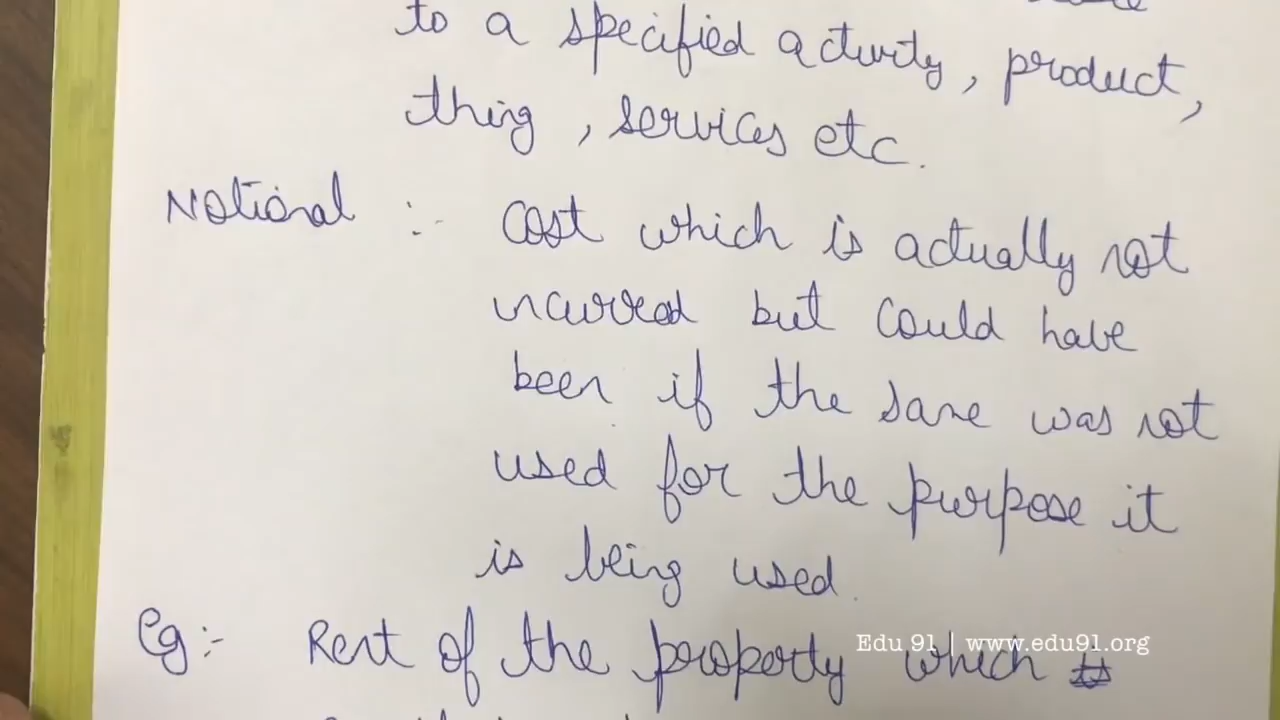 to a specified activity, product,
thing, services etc.
Notional :- Cost which is actually not
incurred but could have
been if the same was not
used for the purpose it
is being used.
Eg:- Rent of the property which
Edu 91 | www.edu91.org